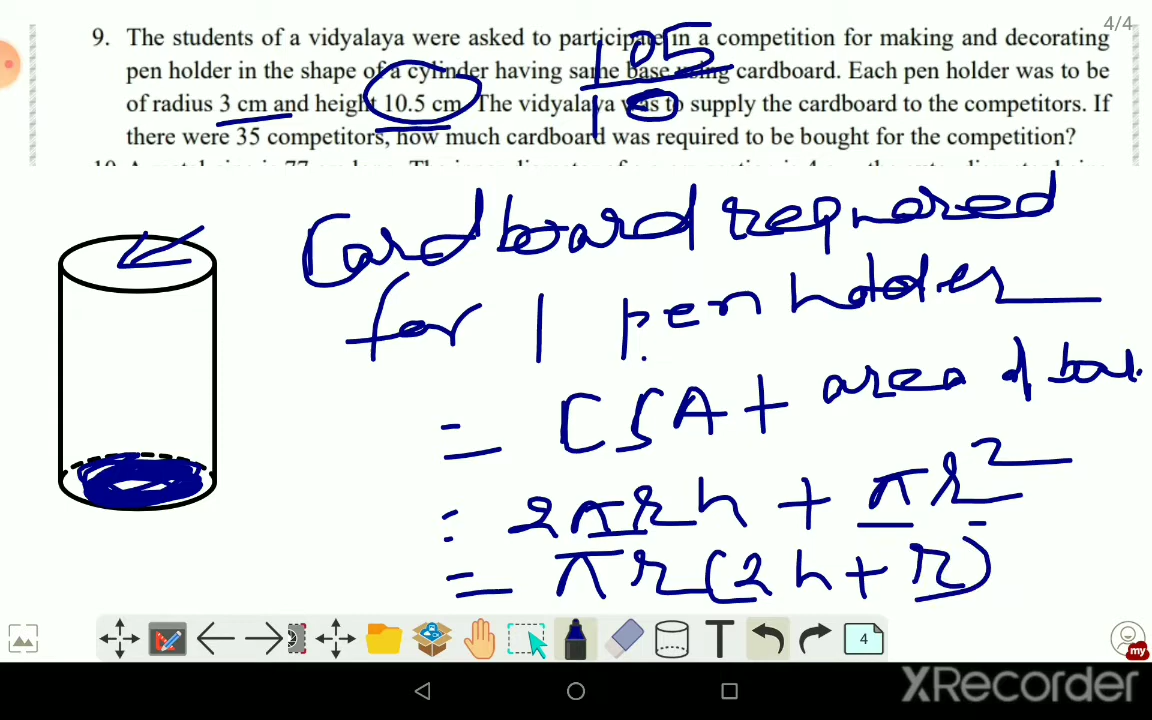 4/4
9. The students of a vidyalaya were asked to participate in a competition for making and decorating
pen holder in the shape of a cylinder having same base using cardboard. Each pen holder was to be
of radius 3 cm and height 10.5 cm. The vidyalaya was to supply the cardboard to the competitors. If
there were 35 competitors, how much cardboard was required to be bought for the competition?
105
10
Cardboard required
for 1 pen holder
= CSA + area of
= 2πrh + πr²
= πr(2h + r)
T
4
my
XRecorder